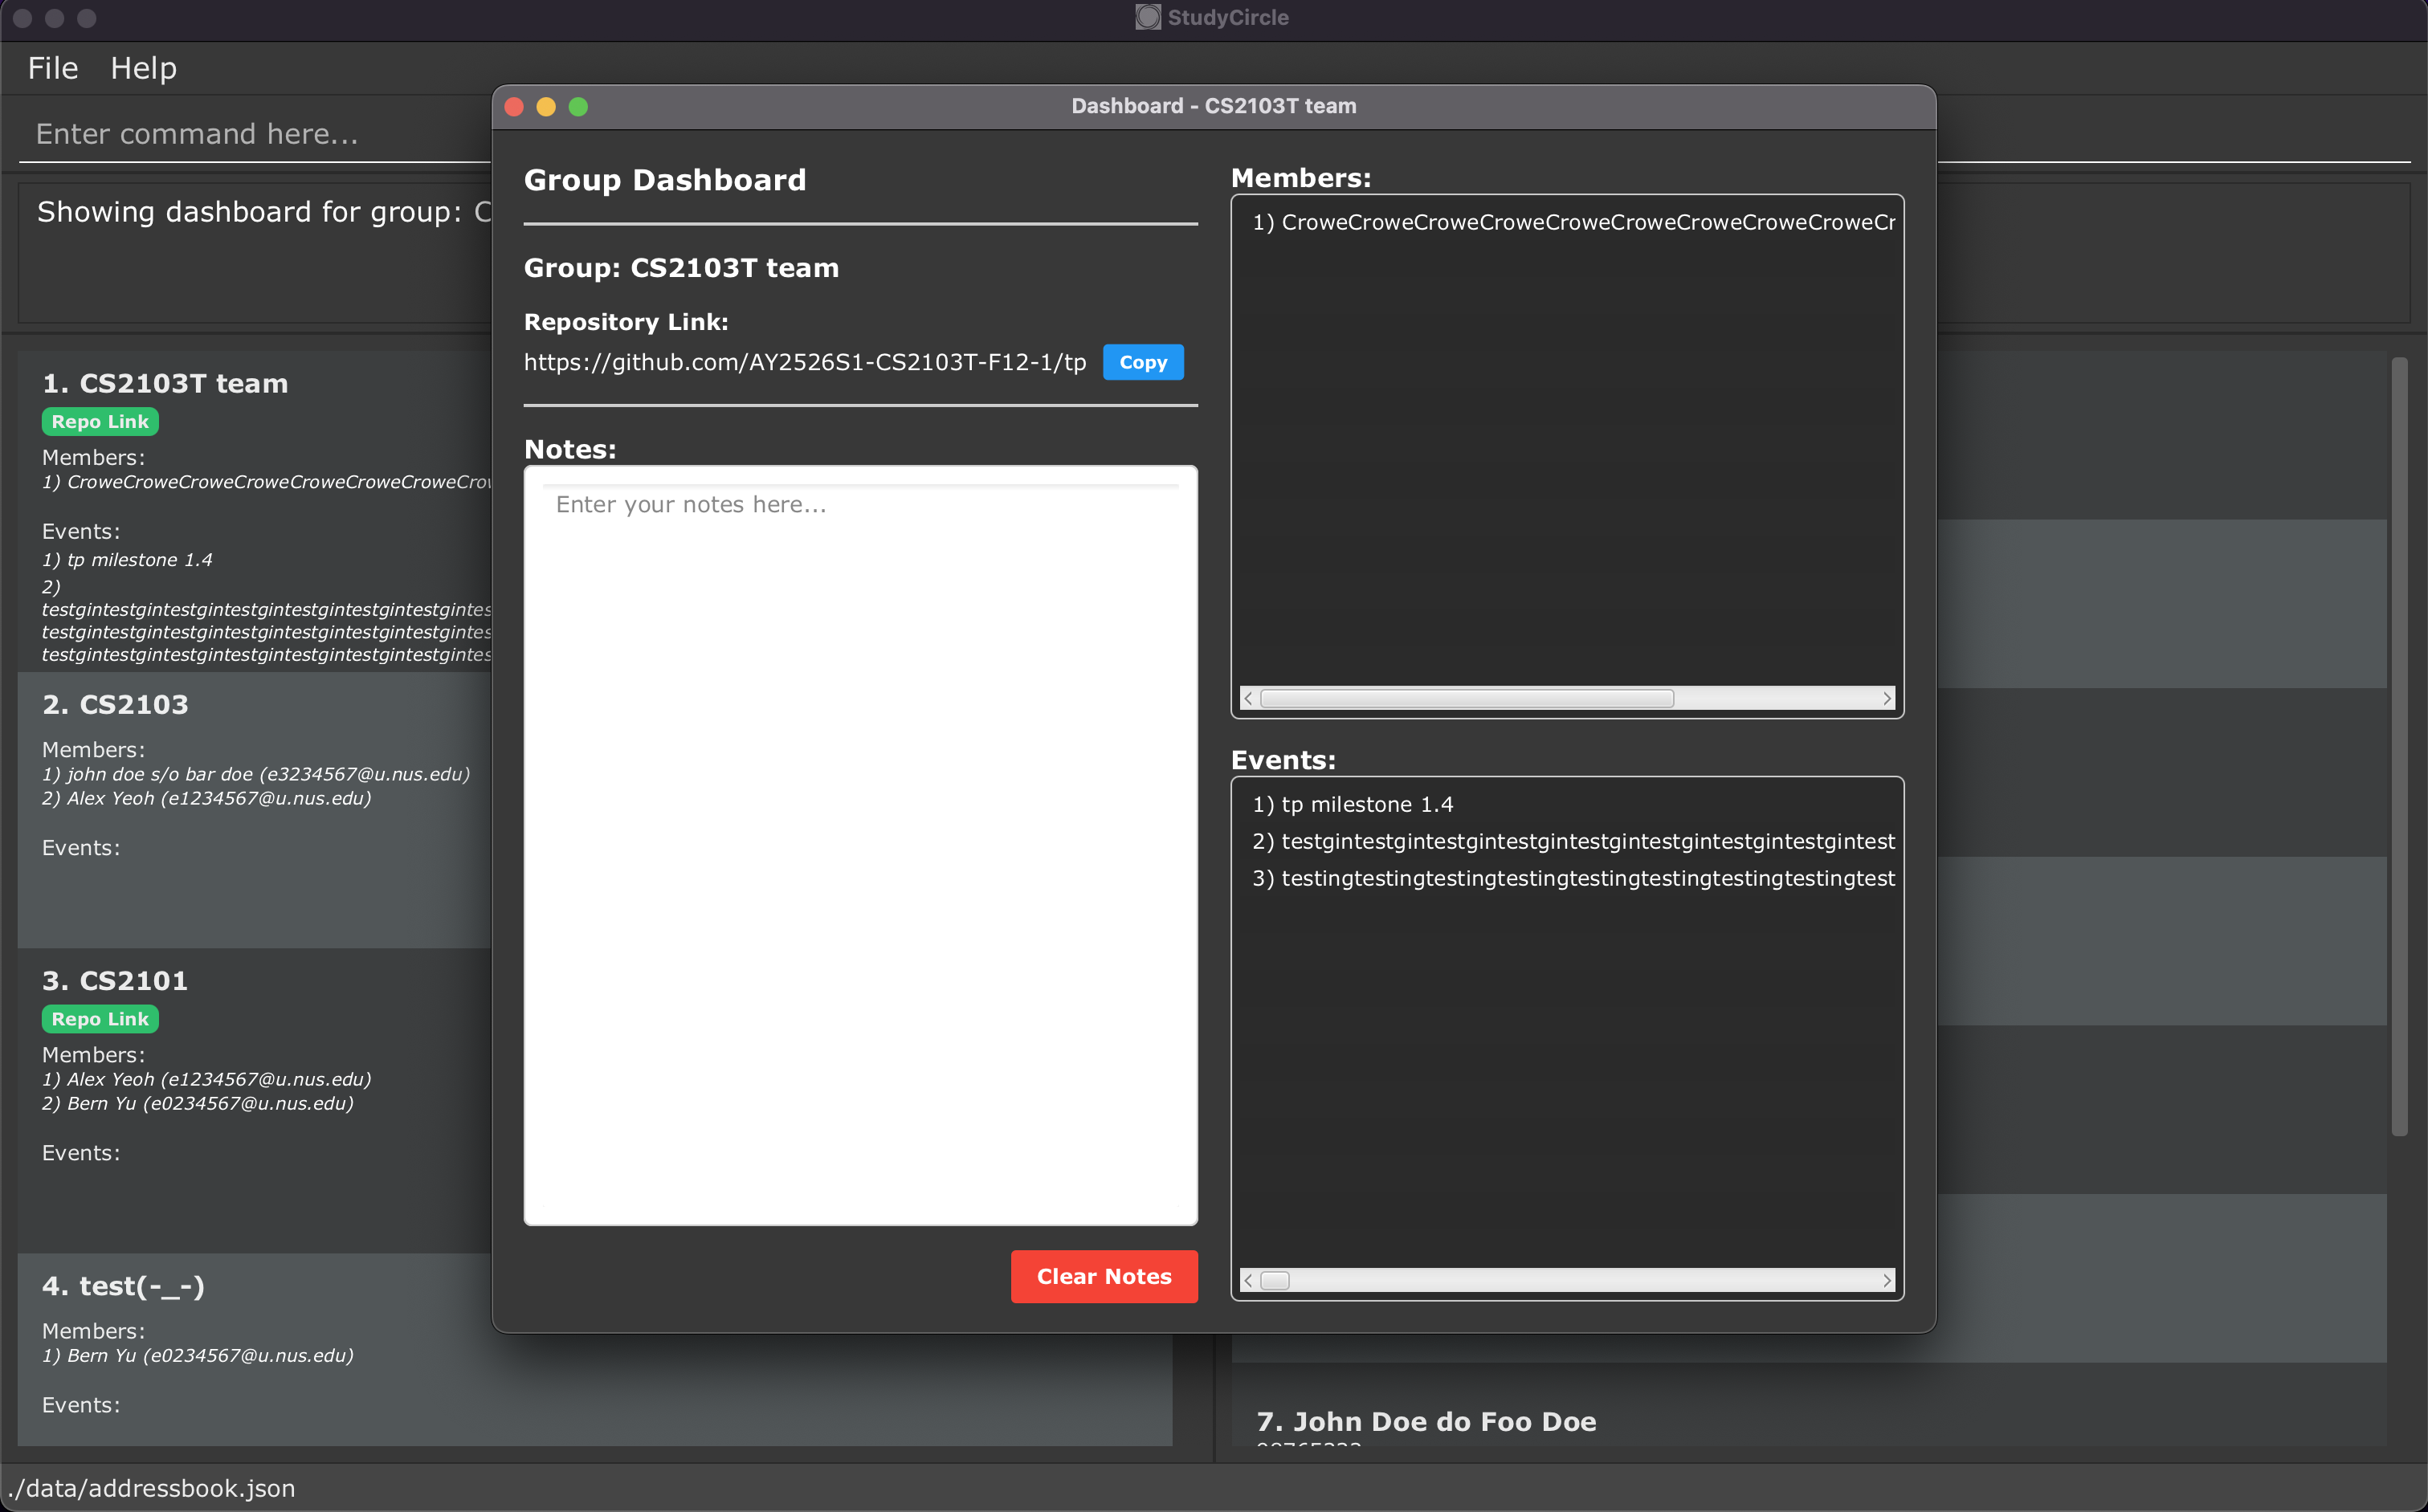 StudyCircle
File Help
Enter command here...
Showing dashboard for group: C
1. CS2103T team
Repo Link
Members:
1) CroweCroweCroweCroweCroweCroweCroweCrow
Events:
1) tp milestone 1.4
2)
testgintestgintestgintestgintestgintestgintes
testgintestgintestgintestgintestgintestgintes
testgintestgintestgintestgintestgintestgintes
2. CS2103
Members:
1) john doe s/o bar doe (e3234567@u.nus.edu)
2) Alex Yeoh (e1234567@u.nus.edu)
Events:
3. CS2101
Repo Link
Members:
1) Alex Yeoh (e1234567@u.nus.edu)
2) Bern Yu (e0234567@u.nus.edu)
Events:
4. test(-_-)
Members:
1) Bern Yu (e0234567@u.nus.edu)
Events:
Dashboard - CS2103T team
Group Dashboard
Group: CS2103T team
Repository Link:
https://github.com/AY2526S1-CS2103T-F12-1/tp Copy
Notes:
Enter your notes here...
Clear Notes
Members:
1) CroweCroweCroweCroweCroweCroweCroweCroweCroweCr
Events:
1) tp milestone 1.4
2) testgintestgintestgintestgintestgintestgintestgintestgintest
3) testingtestingtestingtestingtestingtestingtestingtestingtest
7. John Doe do Foo Doe
./data/addressbook.json